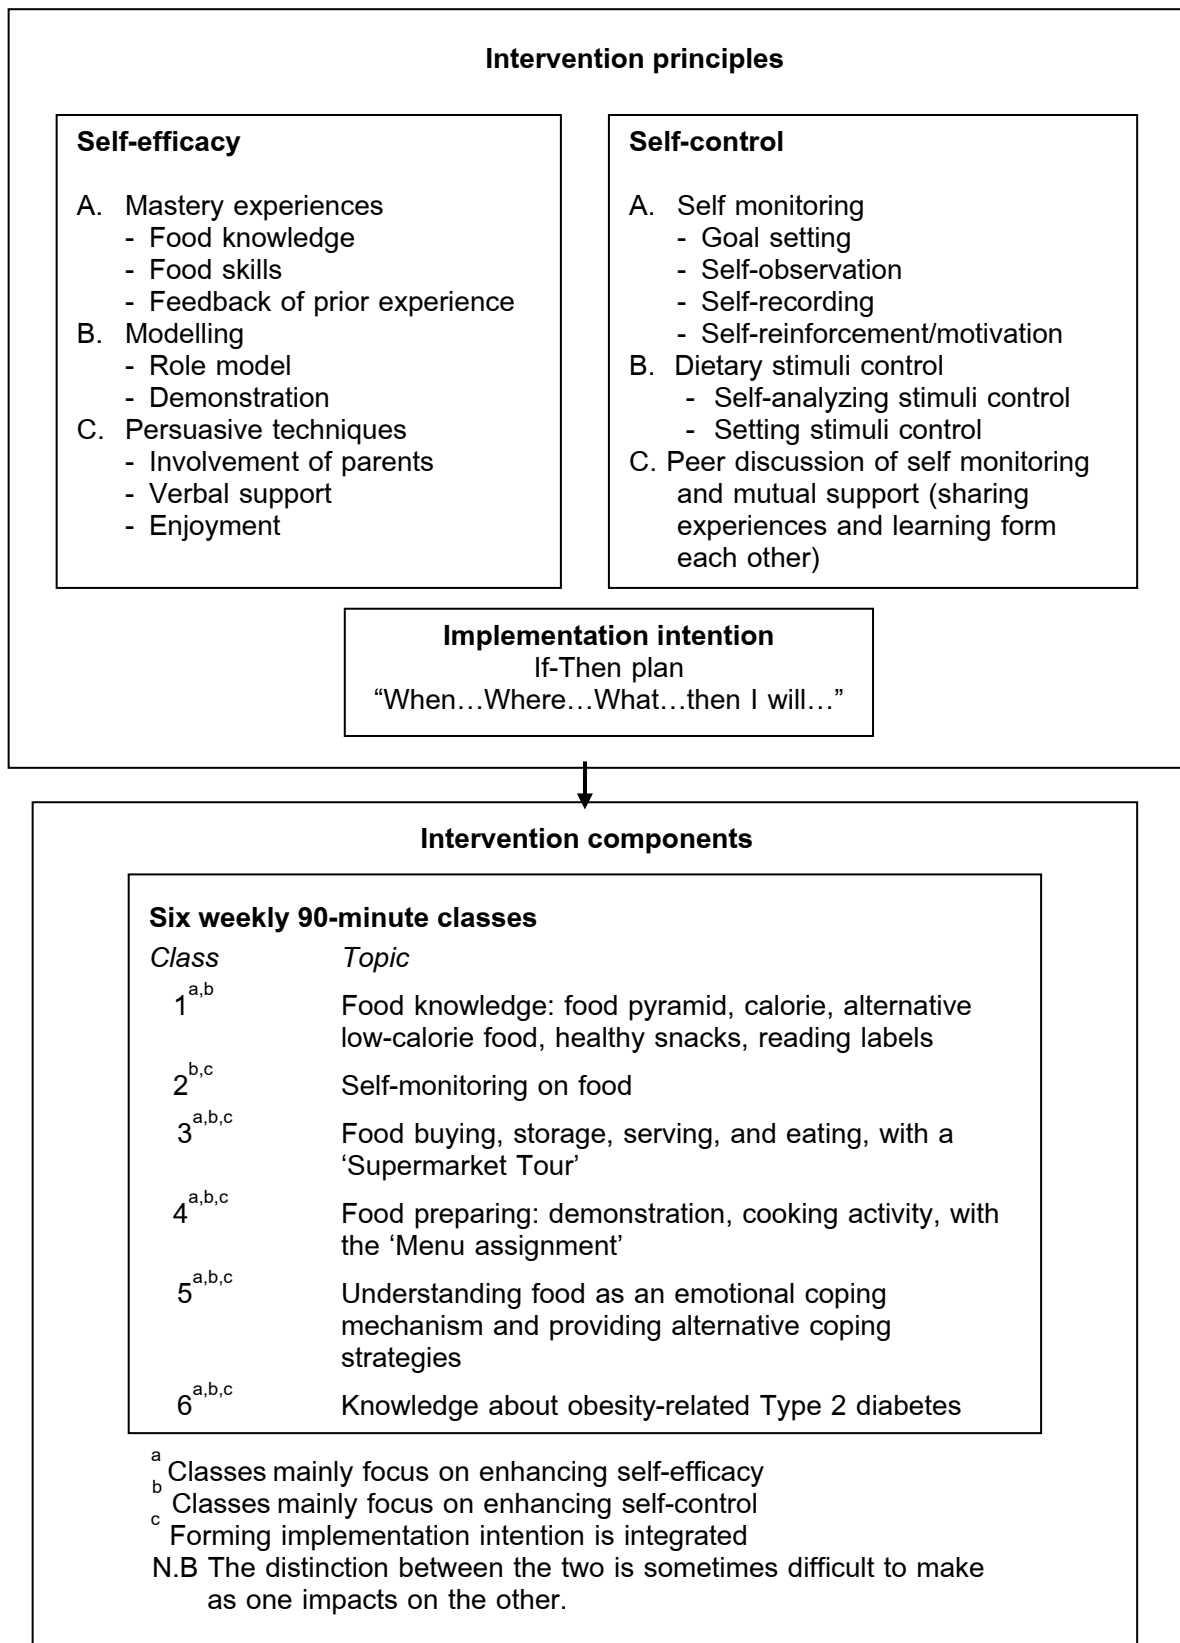 Intervention principles
Self-efficacy
A. Mastery experiences
- Food knowledge
- Food skills
- Feedback of prior experience
B. Modelling
- Role model
- Demonstration
C. Persuasive techniques
- Involvement of parents
- Verbal support
- Enjoyment
Self-control
A. Self monitoring
- Goal setting
- Self-observation
- Self-recording
- Self-reinforcement/motivation
B. Dietary stimuli control
- Self-analyzing stimuli control
- Setting stimuli control
C. Peer discussion of self monitoring
and mutual support (sharing
experiences and learning form
each other)
Implementation intention
If-Then plan
“When…Where…What…then I will…”
Intervention components
Six weekly 90-minute classes
Class Topic
1a,b Food knowledge: food pyramid, calorie, alternative
low-calorie food, healthy snacks, reading labels
2b,c Self-monitoring on food
3a,b,c Food buying, storage, serving, and eating, with a
‘Supermarket Tour’
4a,b,c Food preparing: demonstration, cooking activity, with
the ‘Menu assignment’
5a,b,c Understanding food as an emotional coping
mechanism and providing alternative coping
strategies
6a,b,c Knowledge about obesity-related Type 2 diabetes
a Classes mainly focus on enhancing self-efficacy
b Classes mainly focus on enhancing self-control
c Forming implementation intention is integrated
N.B The distinction between the two is sometimes difficult to make
as one impacts on the other.